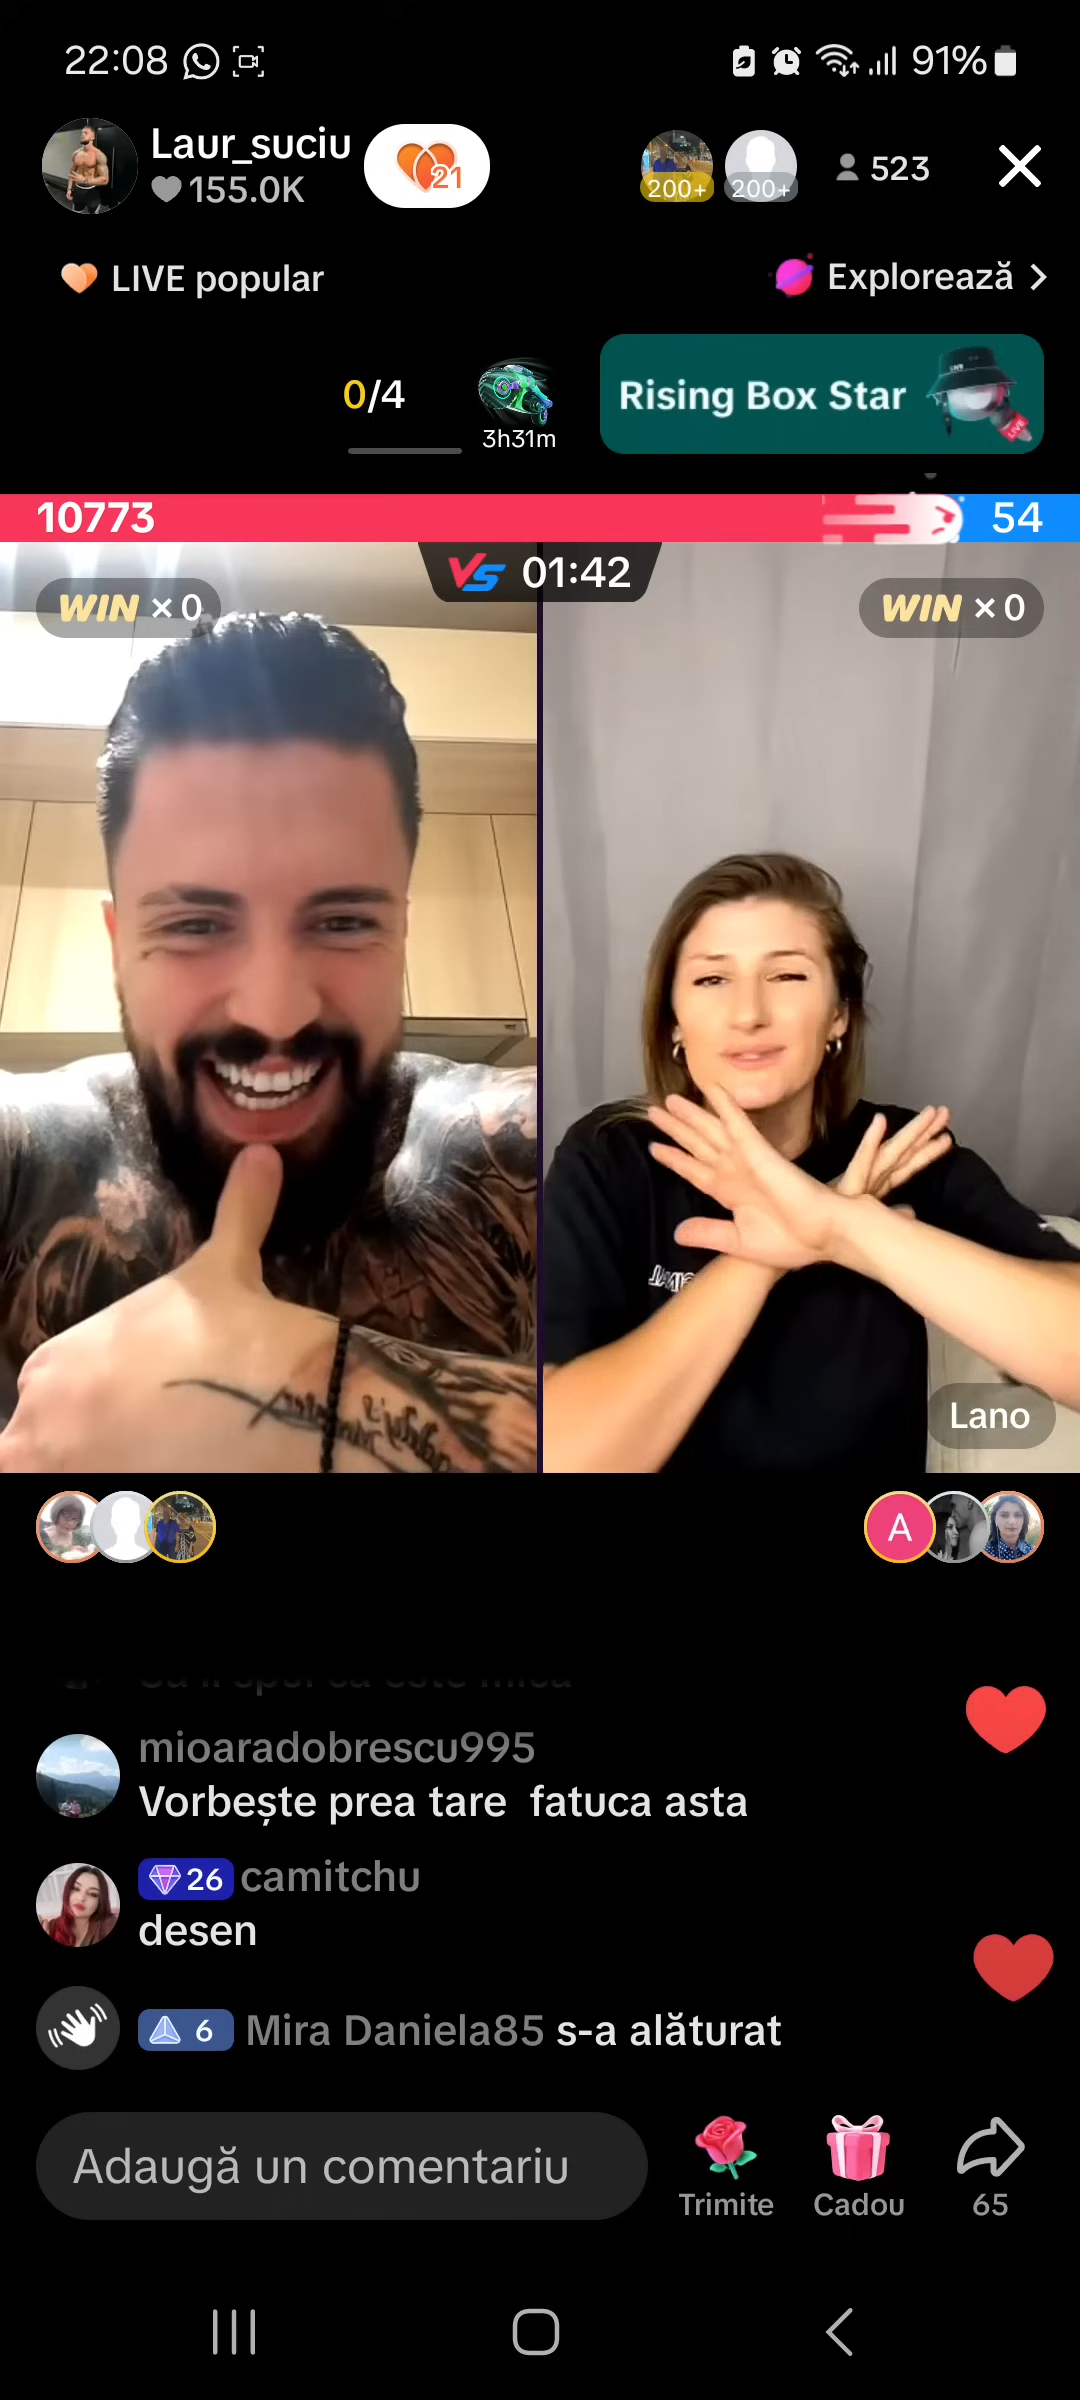 22:08 91%
Laur_suciu
155.0K
21
200+ 200+ 523
LIVE popular Explorează
0/4
3h31m
Rising Box Star
10773 54
VS 01:42
WIN × 0 WIN × 0
Lano
A
mioaradobrescu995
Vorbește prea tare fatuca asta
26 camitchu
desen
6 Mira Daniela85 s-a alăturat
Adaugă un comentariu
Trimite Cadou 65